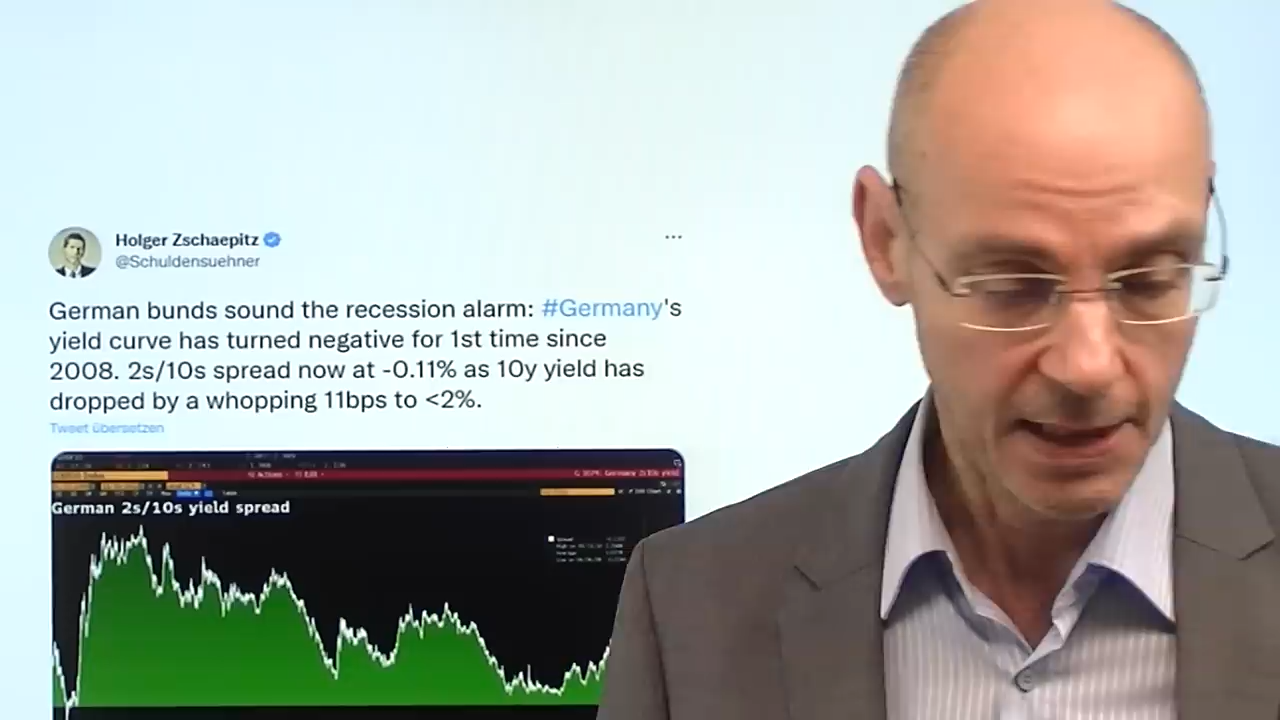 Holger Zschaepitz
@Schuldensuehner
German bunds sound the recession alarm: #Germany's
yield curve has turned negative for 1st time since
2008. 2s/10s spread now at -0.11% as 10y yield has
dropped by a whopping 11bps to <2%.
Tweet übersetzen
German 2s/10s yield spread